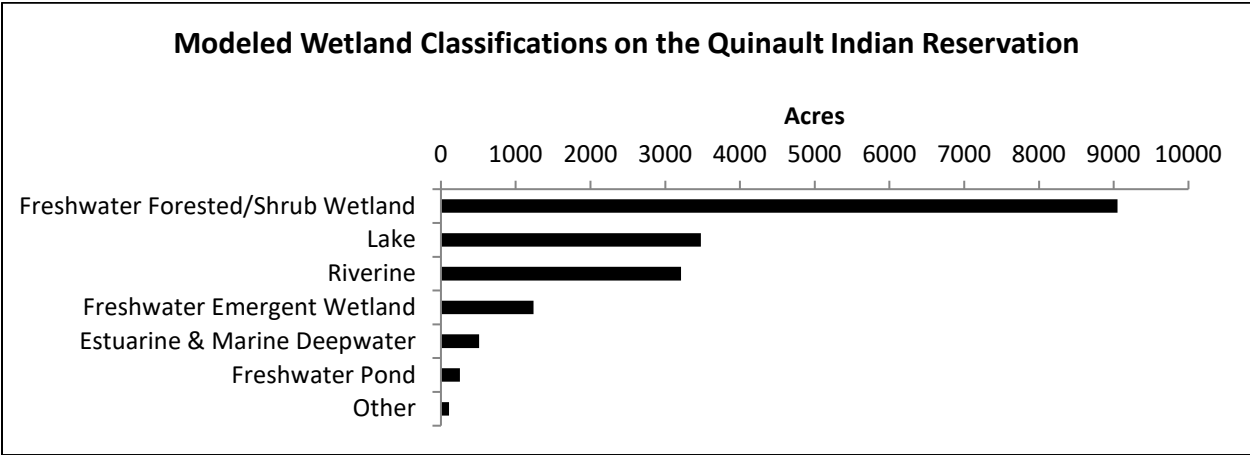 Modeled Wetland Classifications on the Quinault Indian Reservation
Acres
0 1000 2000 3000 4000 5000 6000 7000 8000 9000 10000
Freshwater Forested/Shrub Wetland
Lake
Riverine
Freshwater Emergent Wetland
Estuarine & Marine Deepwater
Freshwater Pond
Other